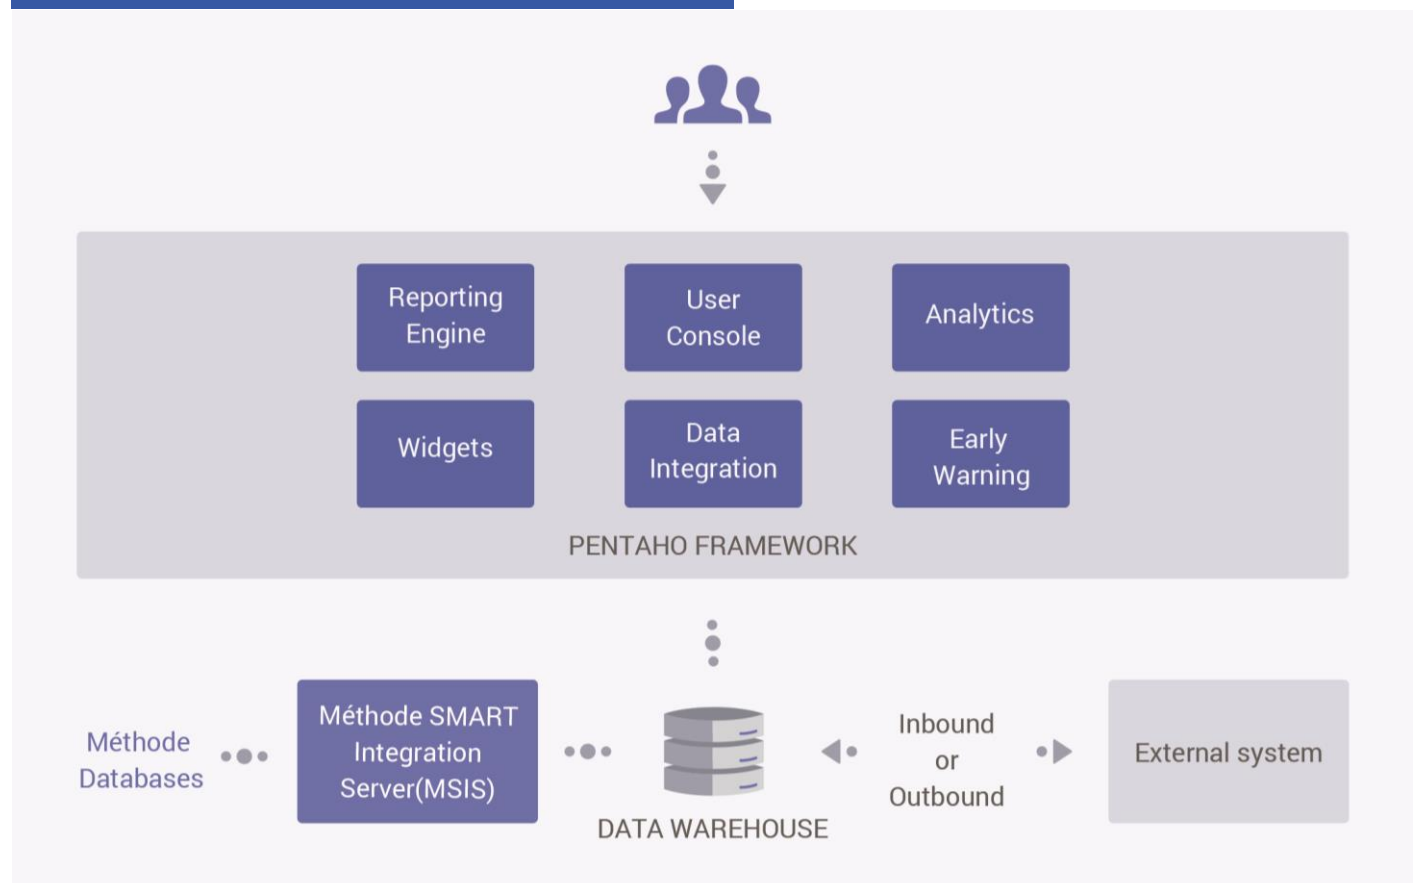 Reporting
Engine
User
Console
Analytics
Widgets
Data
Integration
Early
Warning
PENTAHO FRAMEWORK
Méthode
Databases
Méthode SMART
Integration
Server(MSIS)
DATA WAREHOUSE
Inbound
or
Outbound
External system